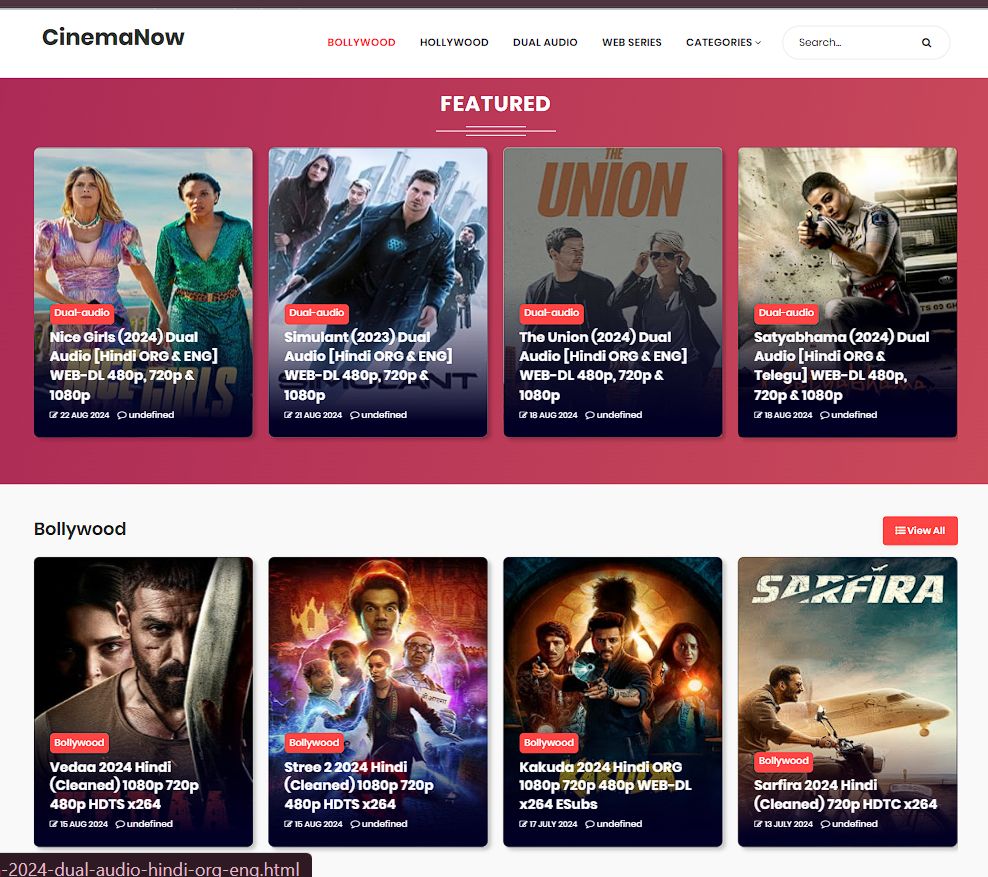 CinemaNow
BOLLYWOOD HOLLYWOOD DUAL AUDIO WEB SERIES CATEGORIES Search...
FEATURED
Dual-audio
Nice Girls (2024) Dual
Audio [Hindi ORG & ENG]
WEB-DL 480p, 720p &
1080p
22 AUG 2024 undefined
GIRLS
Dual-audio
Simulant (2023) Dual
Audio [Hindi ORG & ENG]
WEB-DL 480p, 720p &
1080p
21 AUG 2024 undefined
SIMULANT
THE
UNION
Dual-audio
The Union (2024) Dual
Audio [Hindi ORG & ENG]
WEB-DL 480p, 720p &
1080p
18 AUG 2024 undefined
Dual-audio
Satyabhama (2024) Dual
Audio [Hindi ORG &
Telegu] WEB-DL 480p,
720p & 1080p
18 AUG 2024 undefined
Bollywood
View All
Bollywood
Vedaa 2024 Hindi
(Cleaned) 1080p 720p
480p HDTS x264
15 AUG 2024 undefined
Bollywood
Stree 2 2024 Hindi
(Cleaned) 1080p 720p
480p HDTS x264
15 AUG 2024 undefined
Bollywood
Kakuda 2024 Hindi ORG
1080p 720p 480p WEB-DL
x264 ESubs
17 JULY 2024 undefined
SARFIRA
Bollywood
Sarfira 2024 Hindi
(Cleaned) 720p HDTC x264
13 JULY 2024 undefined
-2024-dual-audio-hindi-org-eng.html